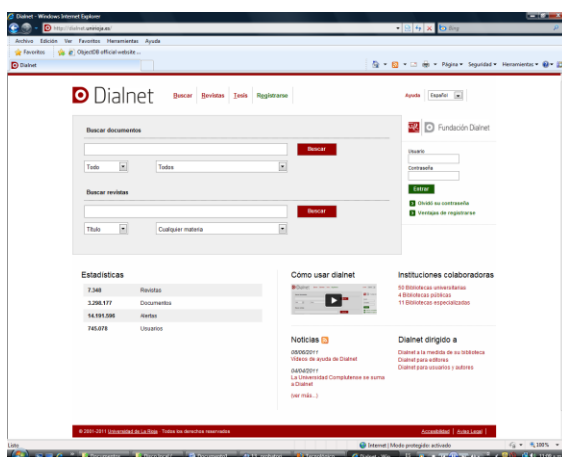 Dialnet - Windows Internet Explorer
http://dialnet.unirioja.es/
Bing
Archivo Edición Ver Favoritos Herramientas Ayuda
Favoritos ObjectDB official website ...
Dialnet
Página Seguridad Herramientas
Dialnet Buscar Revistas Tesis Registrarse
Ayuda Español
Buscar documentos
Buscar
Todo Todos
Buscar revistas
Buscar
Título Cualquier materia
Fundación Dialnet
Usuario
Contraseña
Entrar
Olvidó su contraseña
Ventajas de registrarse
Estadísticas
7.348 Revistas
3.298.177 Documentos
14.191.598 Alertas
745.078 Usuarios
Cómo usar dialnet
Noticias
08/06/2011
Vídeos de ayuda de Dialnet
04/04/2011
La Universidad Complutense se suma
a Dialnet
(ver más...)
Instituciones colaboradoras
50 Bibliotecas universitarias
4 Bibliotecas públicas
11 Bibliotecas especializadas
Dialnet dirigido a
Dialnet a la medida de su biblioteca
Dialnet para editores
Dialnet para usuarios y autores
© 2001-2011 Universidad de La Rioja · Todos los derechos reservados
Accesibilidad | Aviso Legal
Listo
Internet | Modo protegido: activado
100%